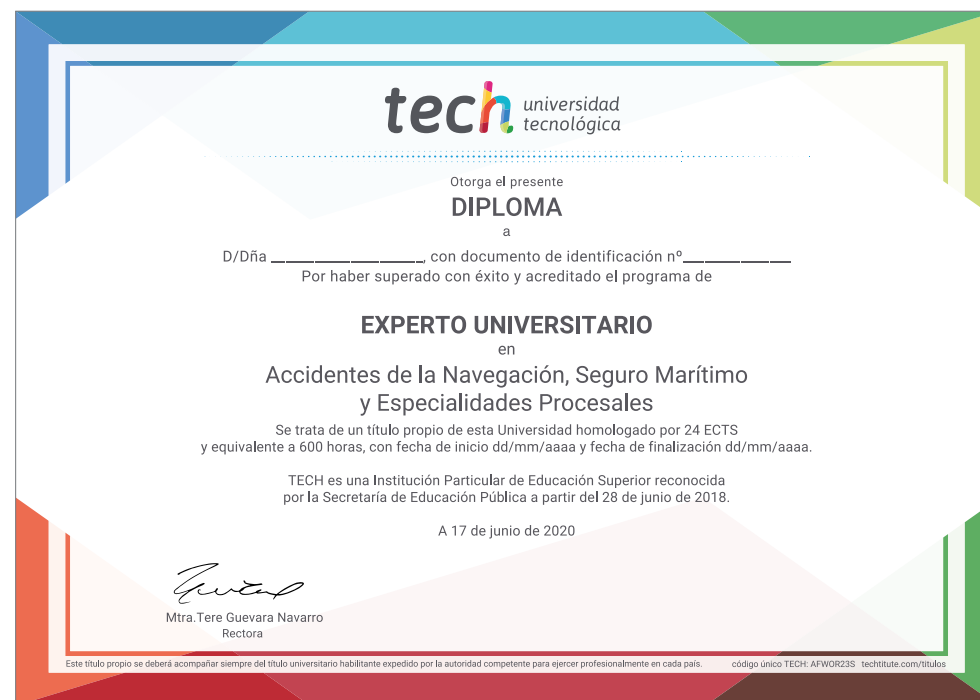 tech universidad
tecnológica
Otorga el presente
DIPLOMA
a
D/Dña ____________________, con documento de identificación nº______________
Por haber superado con éxito y acreditado el programa de
EXPERTO UNIVERSITARIO
en
Accidentes de la Navegación, Seguro Marítimo
y Especialidades Procesales
Se trata de un título propio de esta Universidad homologado por 24 ECTS
y equivalente a 600 horas, con fecha de inicio dd/mm/aaaa y fecha de finalización dd/mm/aaaa.
TECH es una Institución Particular de Educación Superior reconocida
por la Secretaría de Educación Pública a partir del 28 de junio de 2018.
A 17 de junio de 2020
Mtra.Tere Guevara Navarro
Rectora
Este título propio se deberá acompañar siempre del título universitario habilitante expedido por la autoridad competente para ejercer profesionalmente en cada país. código único TECH: AFWOR23S techtitute.com/titulos